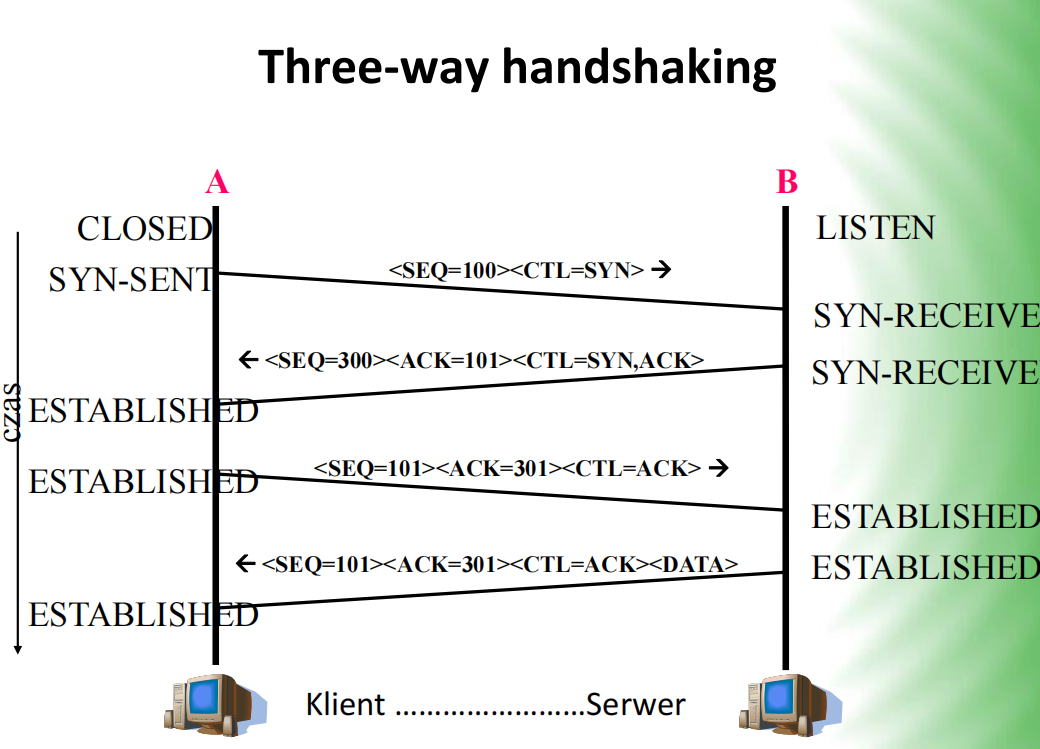 Three-way handshaking
A
B
CLOSED
LISTEN
SYN-SENT
<SEQ=100><CTL=SYN> →
SYN-RECEIVE
← <SEQ=300><ACK=101><CTL=SYN,ACK>
SYN-RECEIVE
czas
ESTABLISHED
<SEQ=101><ACK=301><CTL=ACK> →
ESTABLISHED
ESTABLISHED
← <SEQ=101><ACK=301><CTL=ACK><DATA>
ESTABLISHED
ESTABLISHED
Klient ……………………Serwer